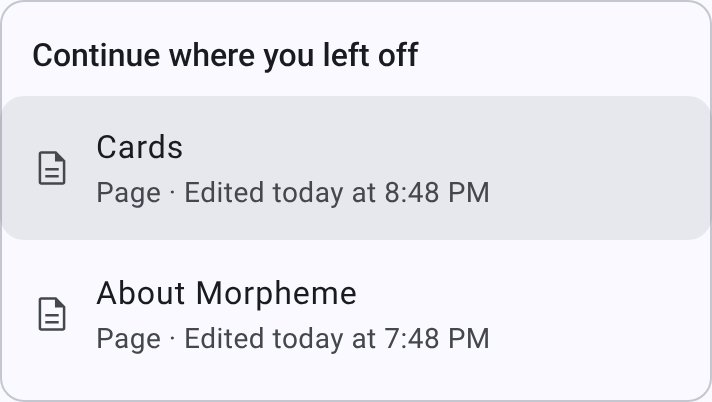 Continue where you left off
Cards
Page · Edited today at 8:48 PM
About Morpheme
Page · Edited today at 7:48 PM